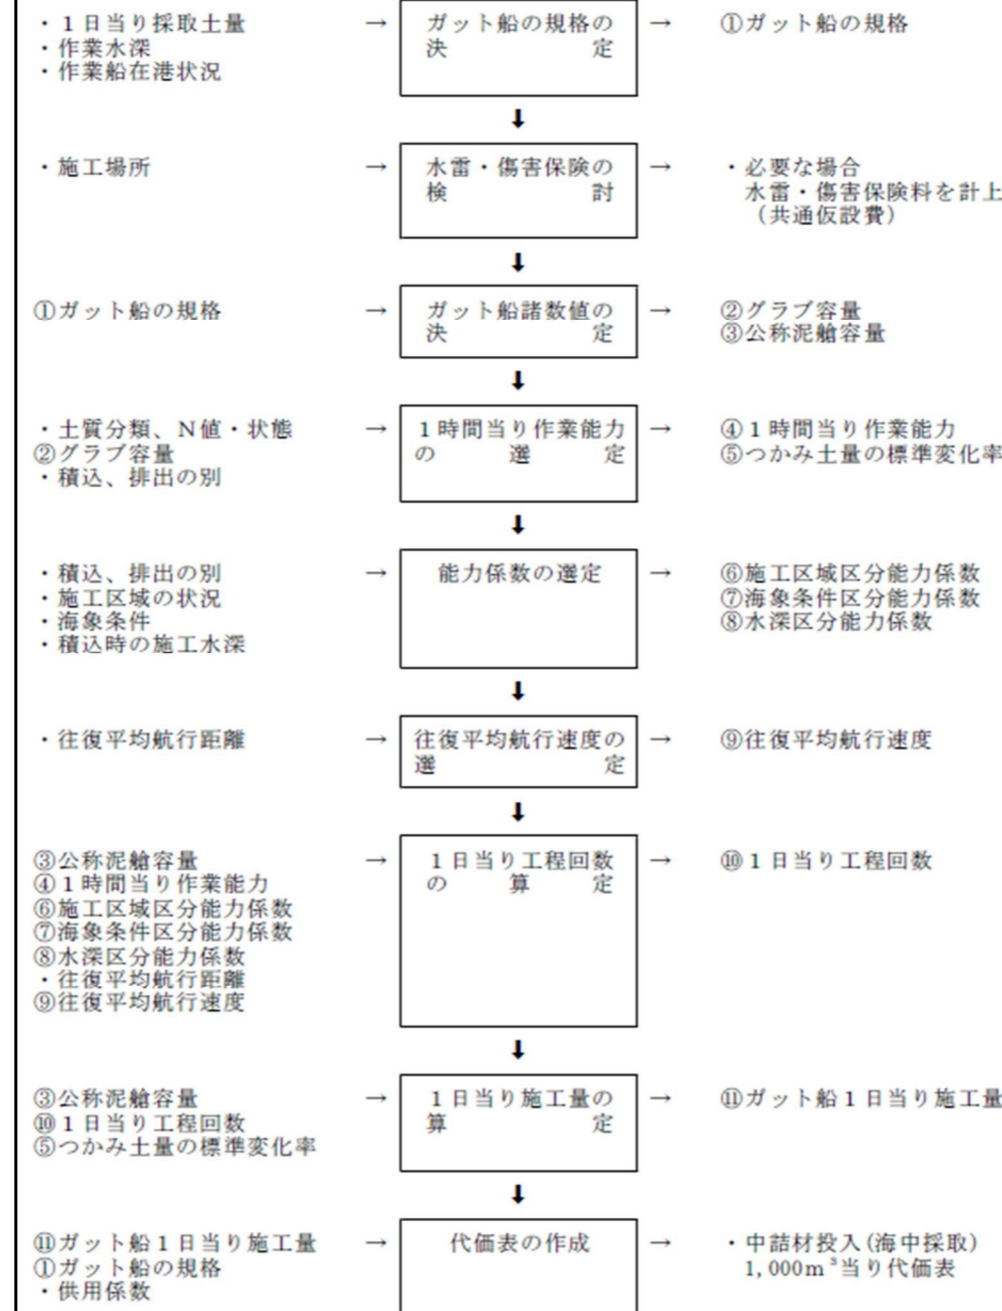 ・１日当り採取土量 → ガット船の規格の → ①ガット船の規格
・作業水深 決定
・作業船在港状況
⬇
・施工場所 → 水雷・傷害保険の → ・必要な場合
検討 水雷・傷害保険料を計上
（共通仮設費）
⬇
①ガット船の規格 → ガット船諸数値の → ②グラブ容量
決定 ③公称泥艙容量
⬇
・土質分類、Ｎ値・状態 → １時間当り作業能力 → ④１時間当り作業能力
②グラブ容量 の選定 ⑤つかみ土量の標準変化率
・積込、排出の別
⬇
・積込、排出の別 → 能力係数の選定 → ⑥施工区域区分能力係数
・施工区域の状況 ⑦海象条件区分能力係数
・海象条件 ⑧水深区分能力係数
・積込時の施工水深
⬇
・往復平均航行距離 → 往復平均航行速度の → ⑨往復平均航行速度
選定
⬇
③公称泥艙容量 → １日当り工程回数 → ⑩１日当り工程回数
④１時間当り作業能力 の算定
⑥施工区域区分能力係数
⑦海象条件区分能力係数
⑧水深区分能力係数
・往復平均航行距離
⑨往復平均航行速度
⬇
③公称泥艙容量 → １日当り施工量の → ⑪ガット船１日当り施工量
⑩１日当り工程回数 算定
⑤つかみ土量の標準変化率
⬇
⑪ガット船１日当り施工量 → 代価表の作成 → ・中詰材投入(海中採取)
①ガット船の規格 1,000m³当り代価表
・供用係数